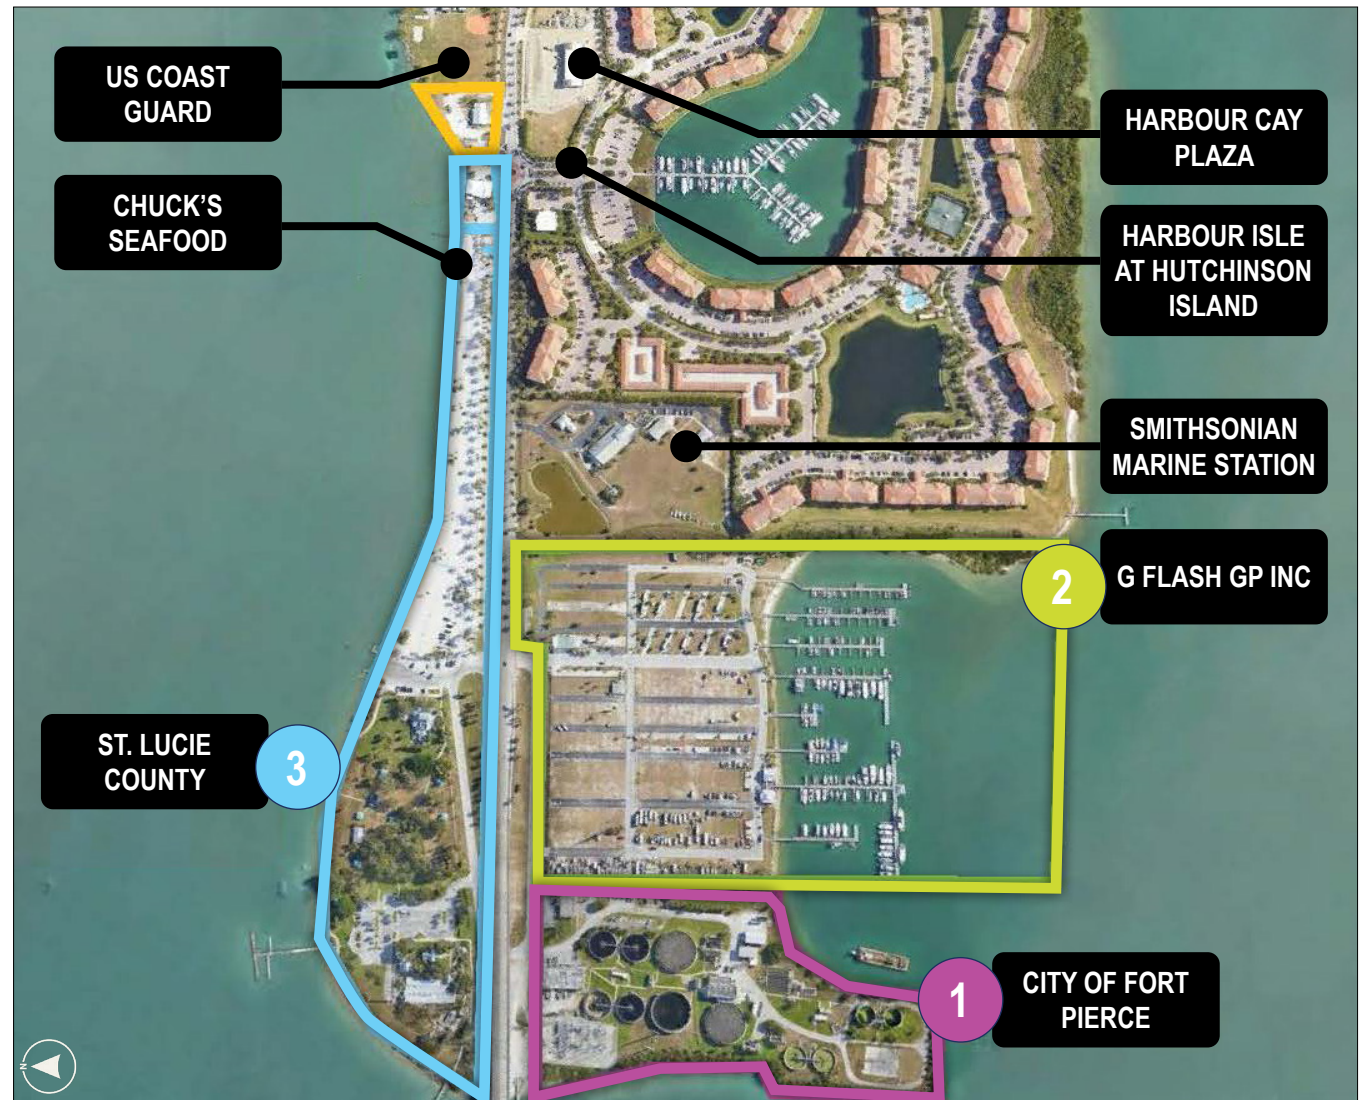 US COAST
GUARD
CHUCK'S
SEAFOOD
HARBOUR CAY
PLAZA
HARBOUR ISLE
AT HUTCHINSON
ISLAND
SMITHSONIAN
MARINE STATION
2
G FLASH GP INC
ST. LUCIE
COUNTY
3
1
CITY OF FORT
PIERCE
N